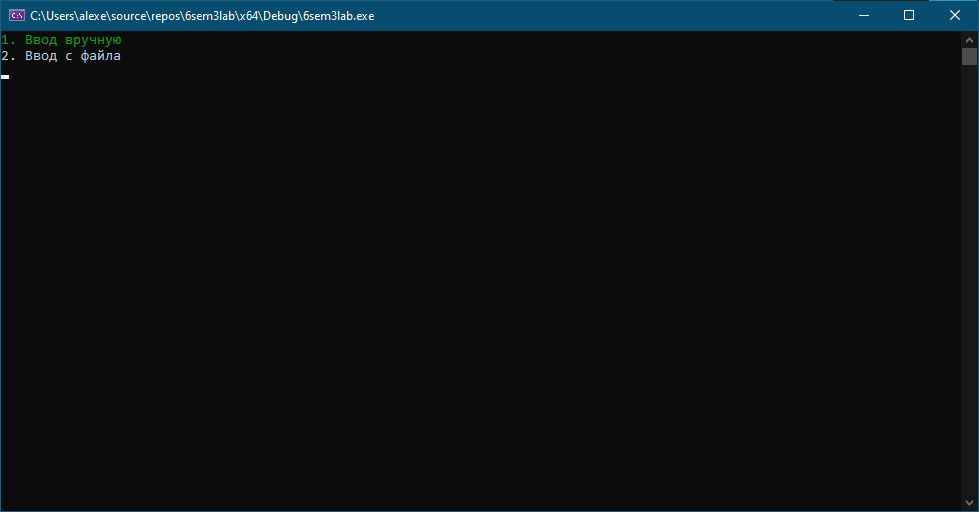 C:\Users\alexe\source\repos\6sem3lab\x64\Debug\6sem3lab.exe
1. Ввод вручную
2. Ввод с файла